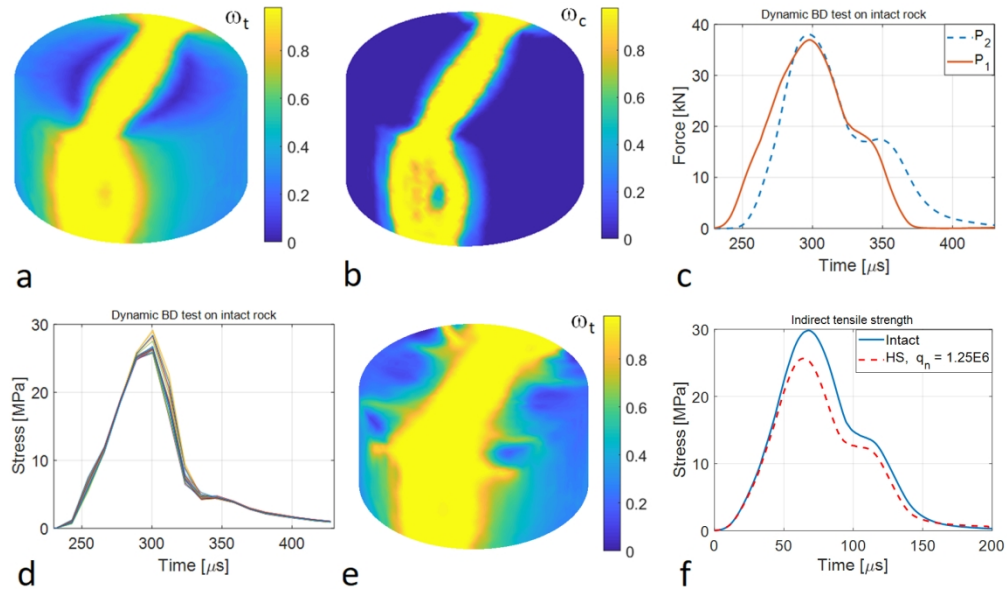 ωt
0.8
0.6
0.4
0.2
0
a
ωc
0.8
0.6
0.4
0.2
0
b
Dynamic BD test on intact rock
P2
P1
40
30
20
10
0
Force [kN]
250 300 350 400
Time [μs]
c
Dynamic BD test on intact rock
30
20
10
0
Stress [MPa]
250 300 350 400
Time [μs]
d
ωt
0.8
0.6
0.4
0.2
0
e
Indirect tensile strength
Intact
HS, qn = 1.25E6
30
20
10
0
Stress [MPa]
0 50 100 150 200
Time [μs]
f